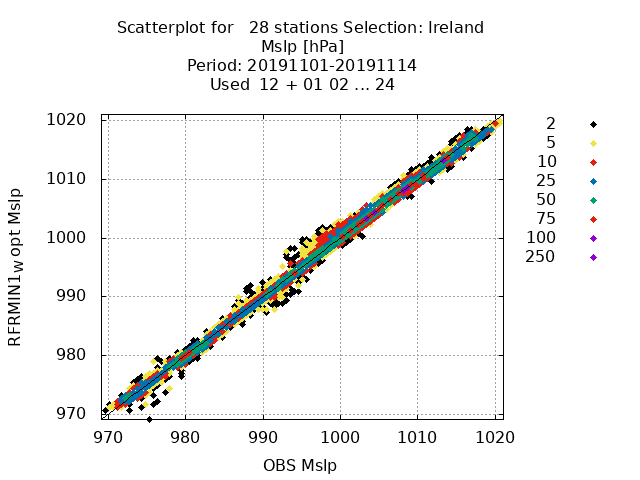 Scatterplot for   28 stations Selection: Ireland
Mslp [hPa]
Period: 20191101-20191114
Used  12 + 01 02 ... 24
1020
1010
1000
990
980
970
970 980 990 1000 1010 1020
OBS Mslp
RFRMIN1_W opt Mslp
2
5
10
25
50
75
100
250